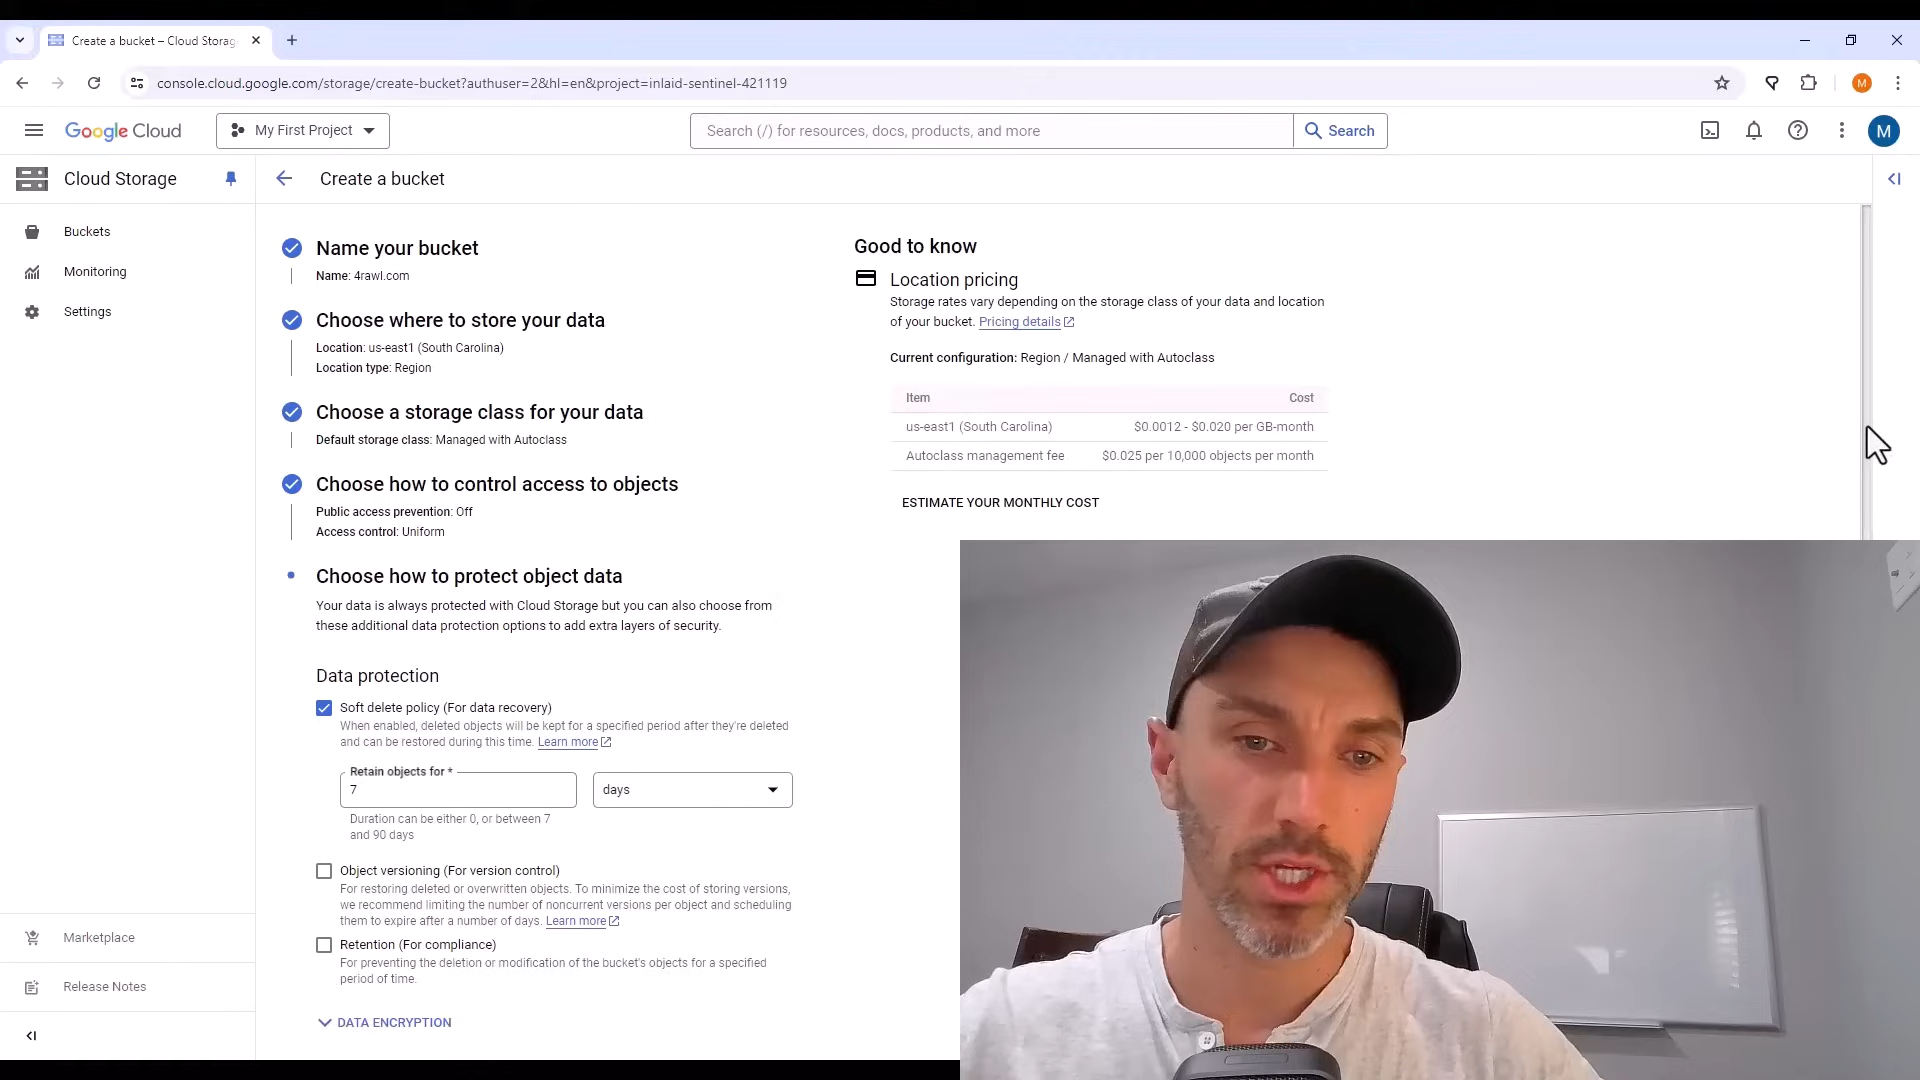 Create a bucket – Cloud Storag
console.cloud.google.com/storage/create-bucket?authuser=2&hl=en&project=inlaid-sentinel-421119
M
Google Cloud
My First Project
Search (/) for resources, docs, products, and more
Search
M
Cloud Storage
Create a bucket
Buckets
Monitoring
Settings
Marketplace
Release Notes
Name your bucket
Name: 4rawl.com
Choose where to store your data
Location: us-east1 (South Carolina)
Location type: Region
Choose a storage class for your data
Default storage class: Managed with Autoclass
Choose how to control access to objects
Public access prevention: Off
Access control: Uniform
Choose how to protect object data
Your data is always protected with Cloud Storage but you can also choose from
these additional data protection options to add extra layers of security.
Data protection
Soft delete policy (For data recovery)
When enabled, deleted objects will be kept for a specified period after they're deleted
and can be restored during this time. Learn more
Retain objects for *
7
days
Duration can be either 0, or between 7
and 90 days
Object versioning (For version control)
For restoring deleted or overwritten objects. To minimize the cost of storing versions,
we recommend limiting the number of noncurrent versions per object and scheduling
them to expire after a number of days. Learn more
Retention (For compliance)
For preventing the deletion or modification of the bucket's objects for a specified
period of time.
DATA ENCRYPTION
Good to know
Location pricing
Storage rates vary depending on the storage class of your data and location
of your bucket. Pricing details
Current configuration: Region / Managed with Autoclass
Item Cost
us-east1 (South Carolina) $0.0012 - $0.020 per GB-month
Autoclass management fee $0.025 per 10,000 objects per month
ESTIMATE YOUR MONTHLY COST